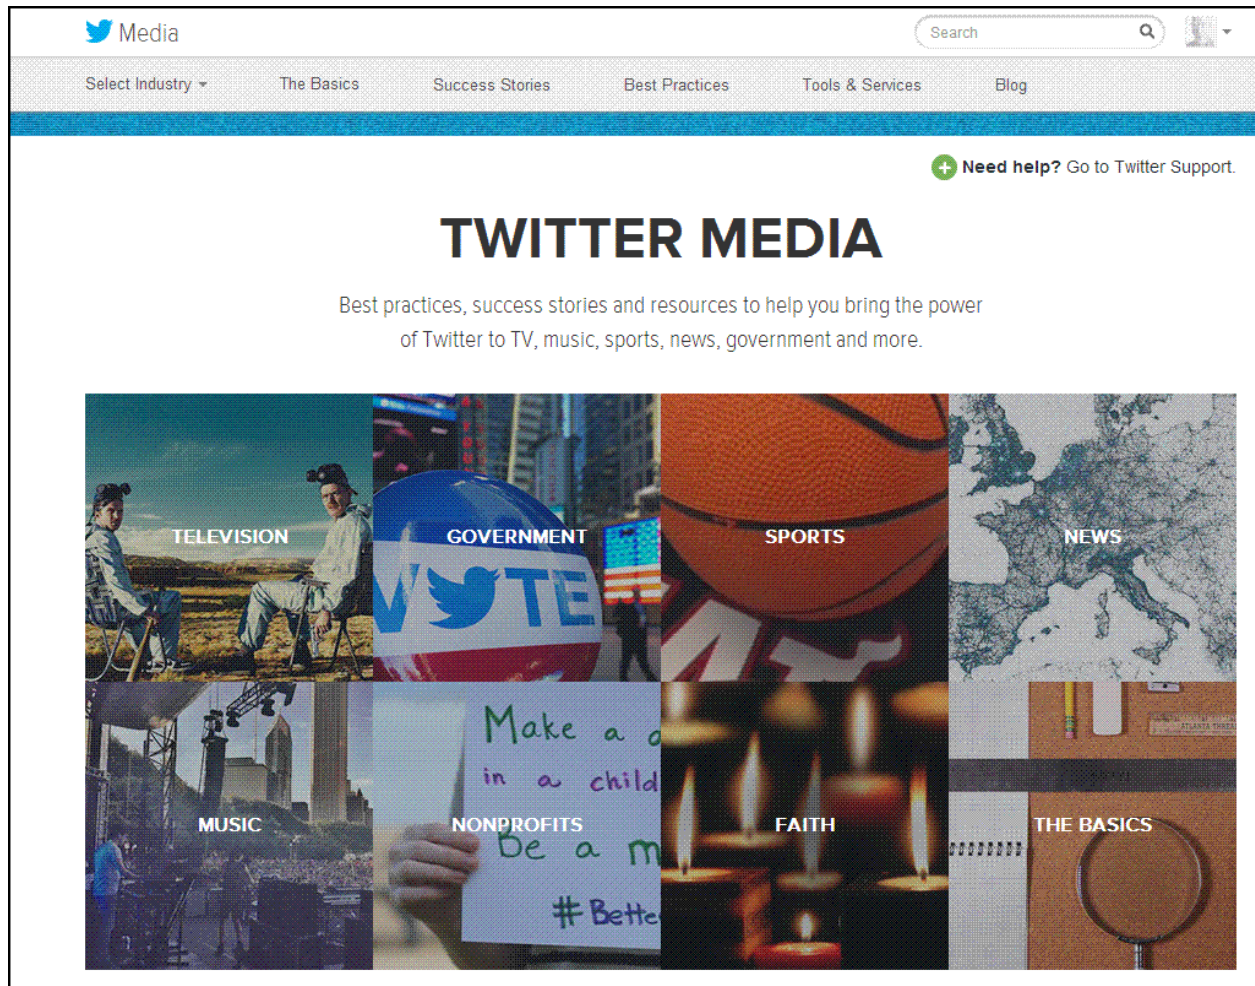 Media
Search
Select Industry
The Basics
Success Stories
Best Practices
Tools & Services
Blog
Need help? Go to Twitter Support.
TWITTER MEDIA
Best practices, success stories and resources to help you bring the power
of Twitter to TV, music, sports, news, government and more.
TELEVISION
GOVERNMENT
SPORTS
NEWS
VOTE
MUSIC
NONPROFITS
FAITH
THE BASICS
Make a
in a child
Be a m
#Bette
ATLANTA